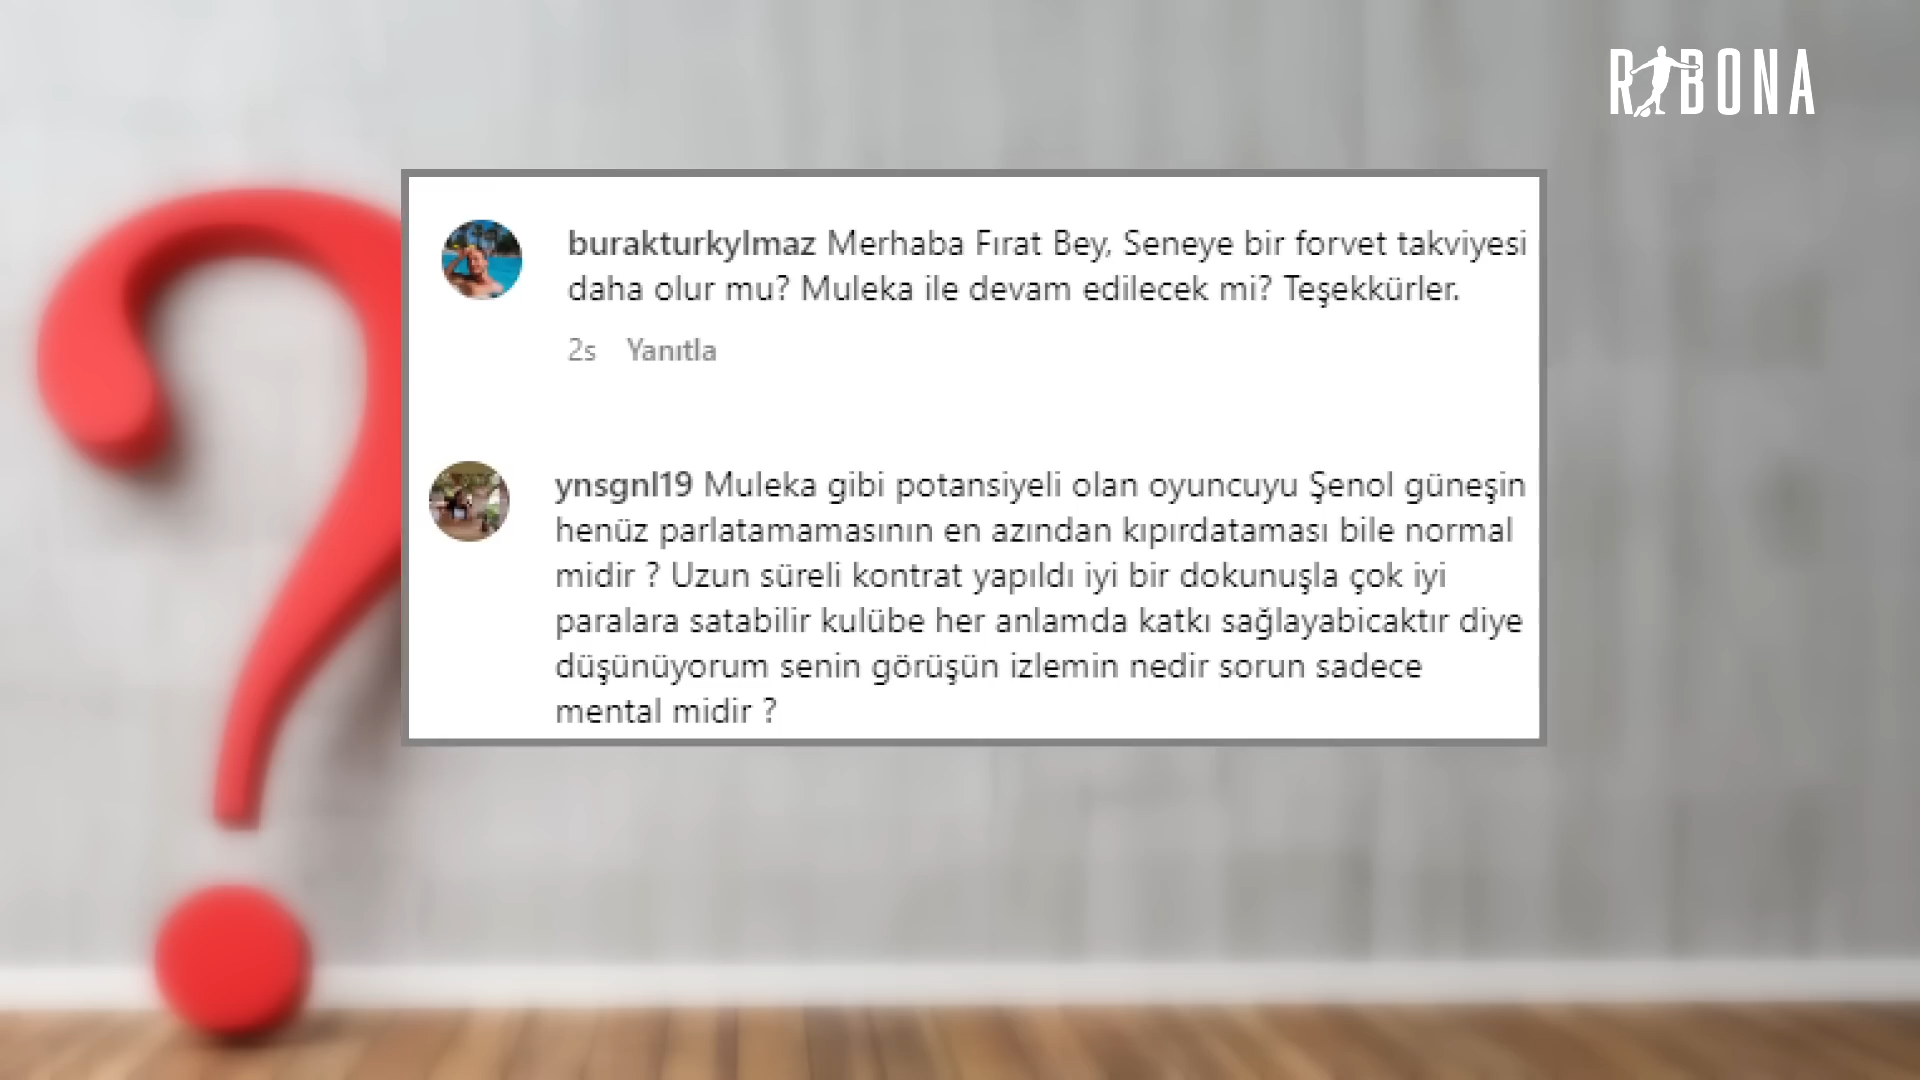 RABONA
burakturkylmaz Merhaba Fırat Bey, Seneye bir forvet takviyesi
daha olur mu? Muleka ile devam edilecek mi? Teşekkürler.
2s Yanıtla
ynsgnl19 Muleka gibi potansiyeli olan oyuncuyu Şenol güneşin
henüz parlatamamasının en azından kıpırdataması bile normal
midir ? Uzun süreli kontrat yapıldı iyi bir dokunuşla çok iyi
paralara satabilir kulübe her anlamda katkı sağlayabicaktır diye
düşünüyorum senin görüşün izlemin nedir sorun sadece
mental midir ?